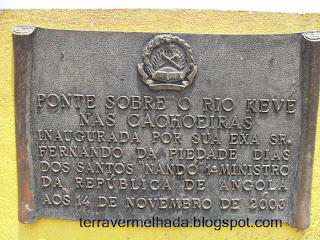 PONTE SOBRE O RIO KEVE
NAS CACHOEIRAS
INAUGURADA POR SUA EXA SR.
FERNANDO DA PIEDADE DIAS
DOS SANTOS "NANDO" 1º MINISTRO
DA REPÚBLICA DE ANGOLA
AOS 14 DE NOVEMBRO DE 2003
terravermelhada.blogspot.com